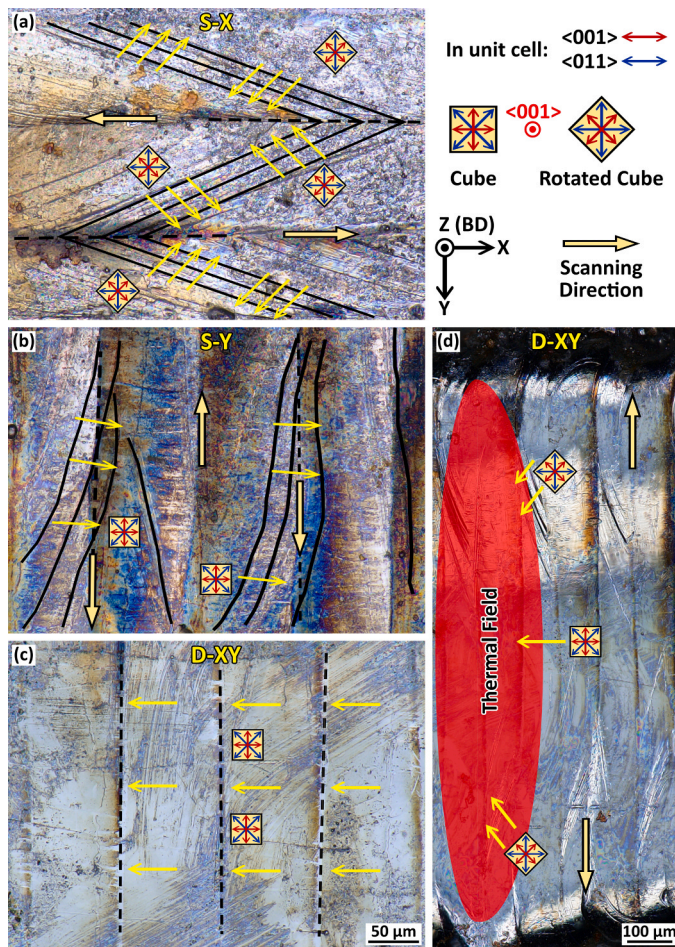 (a)
S-X
In unit cell:
<001>
<011>
<001>
Cube
Rotated Cube
Z (BD)
X
Y
Scanning
Direction
(b)
S-Y
(d)
D-XY
Thermal Field
(c)
D-XY
50 µm
100 µm